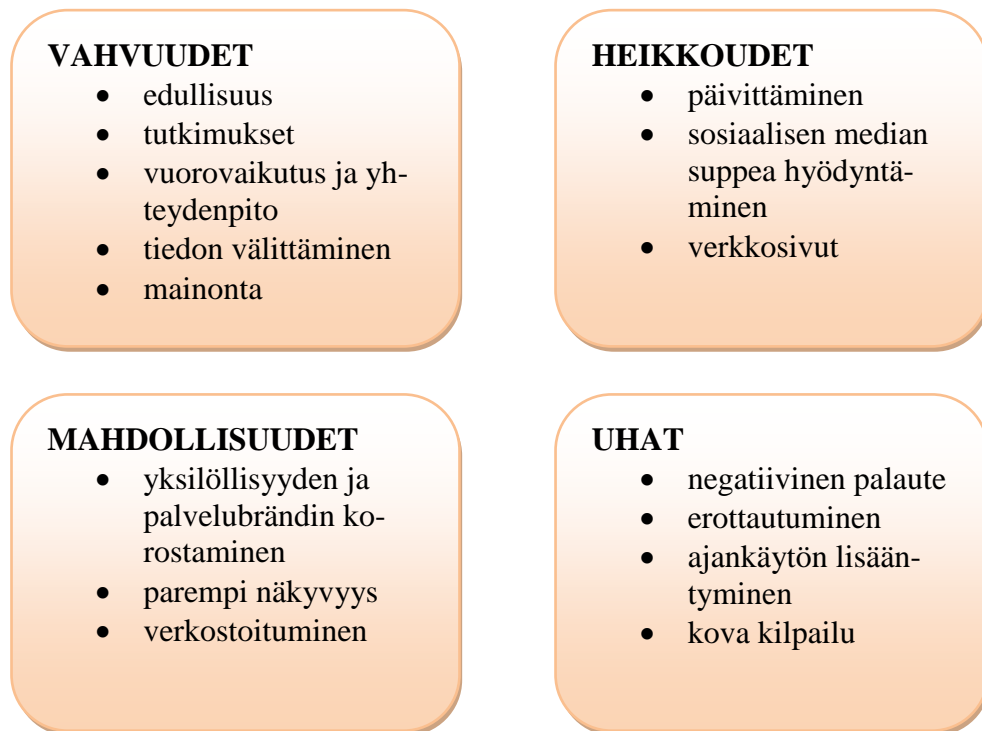 VAHVUUDET
• edullisuus
• tutkimukset
• vuorovaikutus ja yh-
teydenpito
• tiedon välittäminen
• mainonta
HEIKKOUDET
• päivittäminen
• sosiaalisen median
suppea hyödyntä-
minen
• verkkosivut
MAHDOLLISUUDET
• yksilöllisyyden ja
palvelubrändin ko-
rostaminen
• parempi näkyvyys
• verkostoituminen
UHAT
• negatiivinen palaute
• erottautuminen
• ajankäytön lisään-
tyminen
• kova kilpailu